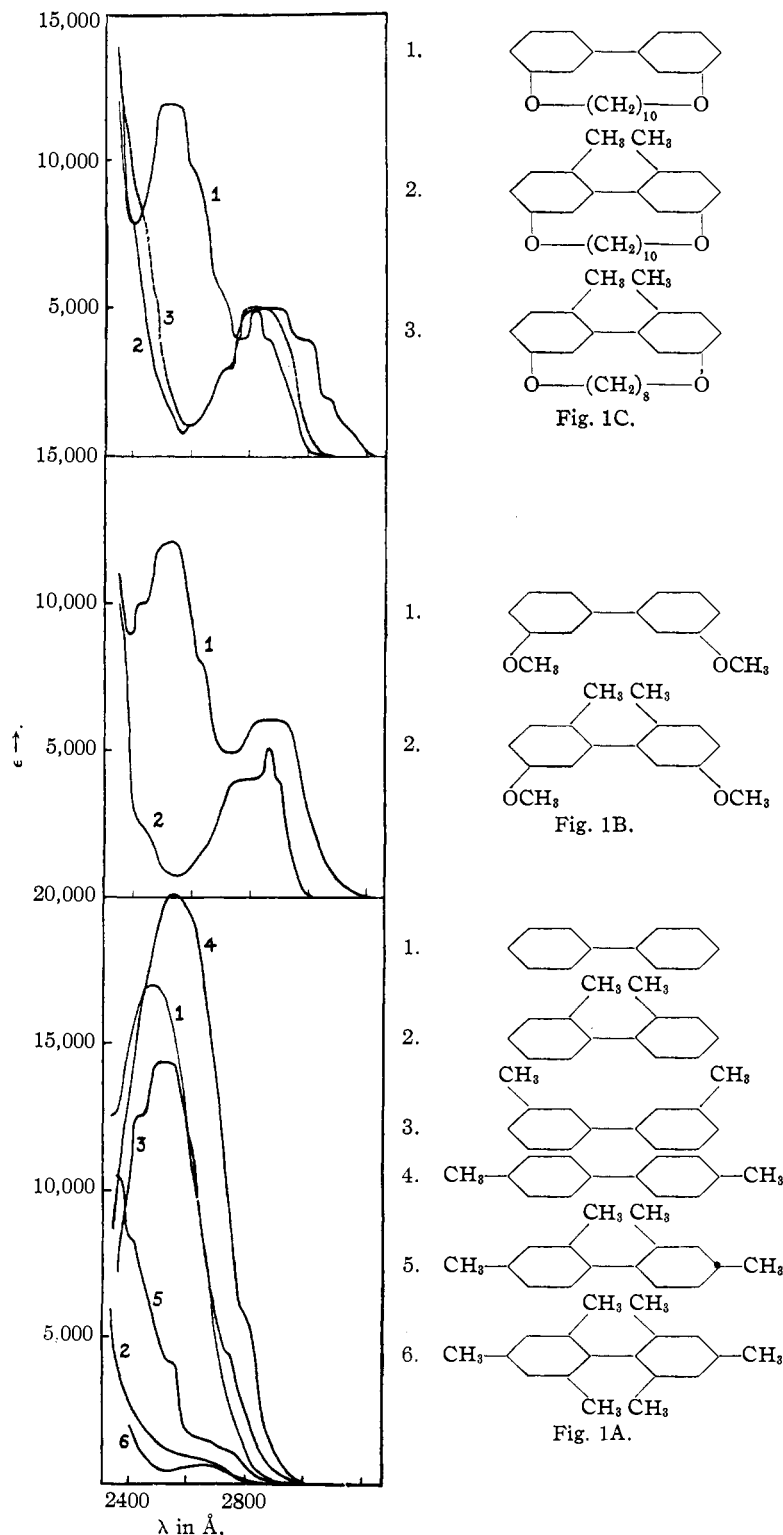 15,000
10,000
5,000
15,000
1
3
2
1.
O—(CH₂)₁₀—O
CH₃ CH₃
2.
O—(CH₂)₁₀—O
CH₃ CH₃
3.
O—(CH₂)₈—O
Fig. 1C.
10,000
5,000
20,000
ϵ →.
1
2
1.
OCH₃ OCH₃
CH₃ CH₃
2.
OCH₃ OCH₃
Fig. 1B.
15,000
10,000
5,000
4
1
3
5
2
6
2400 2800
λ in Å.
1.
CH₃ CH₃
2.
CH₃ CH₃
3.
4.
CH₃ CH₃
CH₃ CH₃
5.
CH₃ CH₃
CH₃ CH₃
6.
CH₃ CH₃
CH₃ CH₃
Fig. 1A.